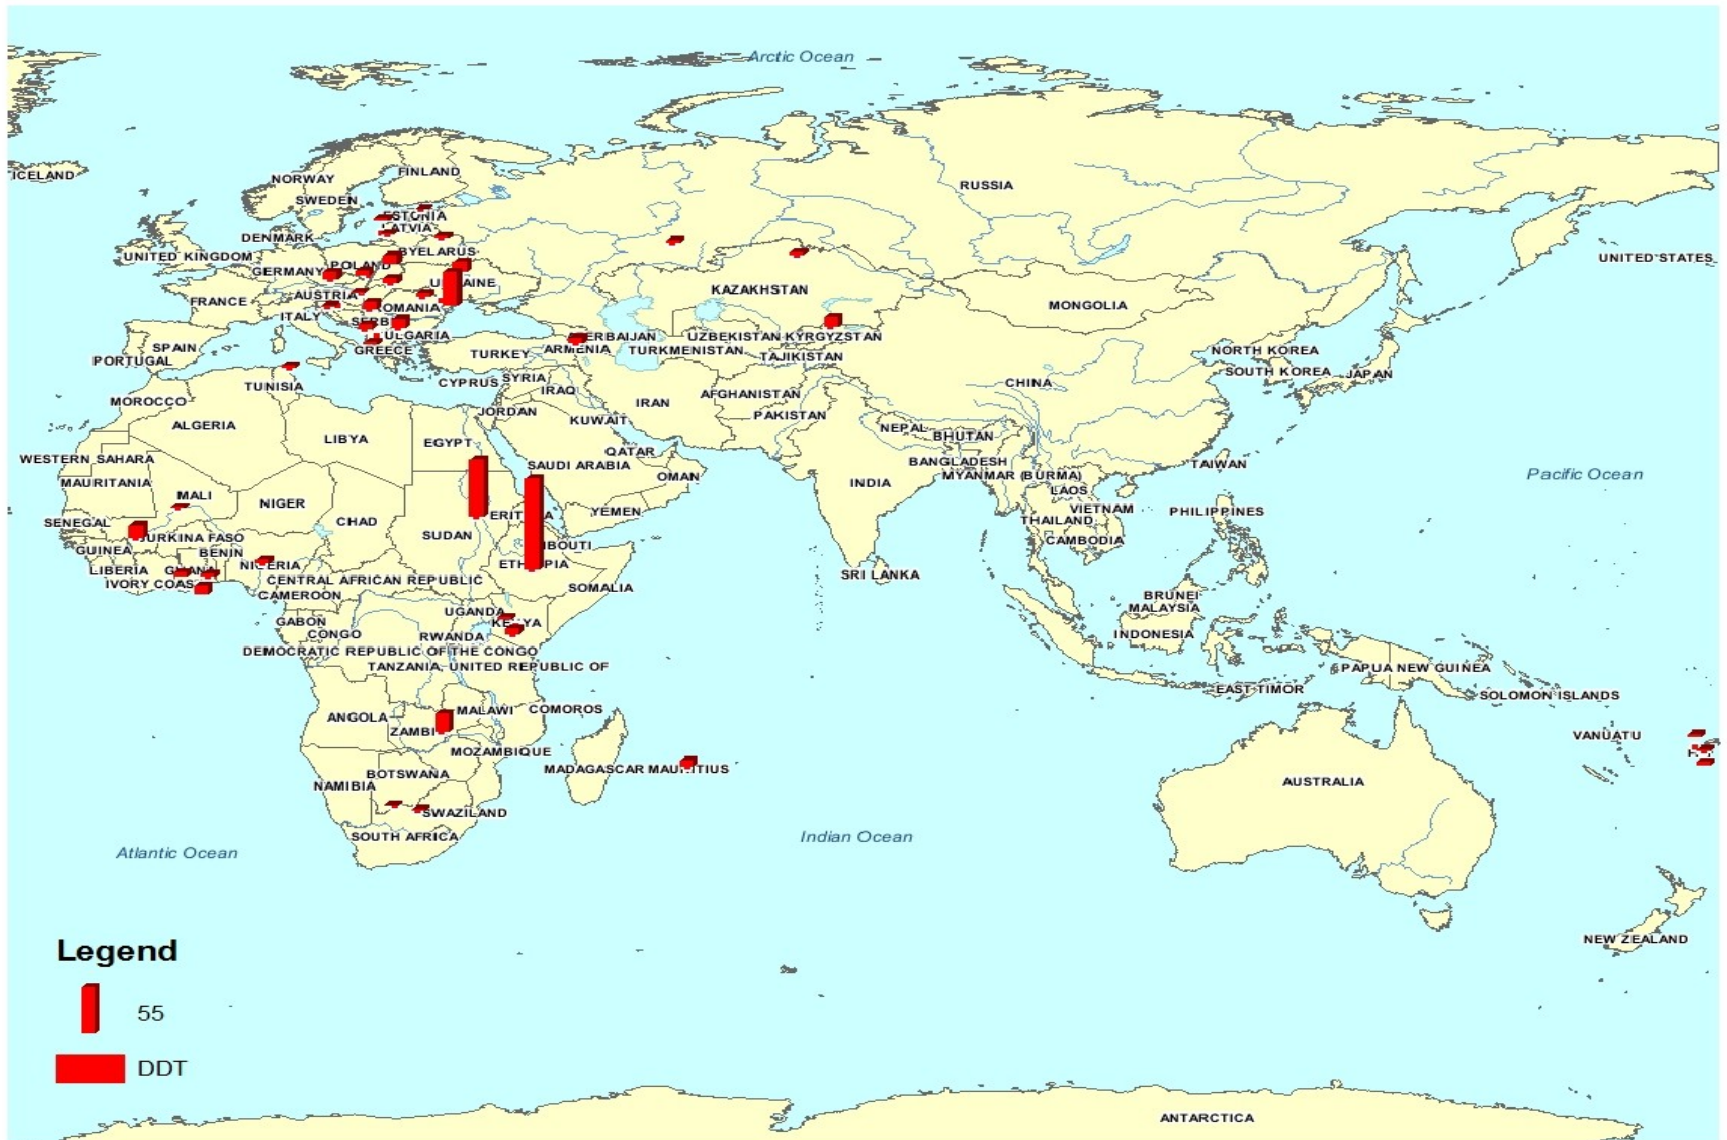 Arctic Ocean
ICELAND
NORWAY
FINLAND
RUSSIA
SWEDEN
ESTONIA
LATVIA
DENMARK
UNITED KINGDOM
BYELARUS
UNITED STATES
GERMANY
POLAND
AUSTRIA
KAZAKHSTAN
FRANCE
ROMANIA
MONGOLIA
ITALY
SPAIN
PORTUGAL
GREECE
TURKEY
ARMENIA
UZBEKISTAN
KYRGYZSTAN
TURKMENISTAN
TAJIKISTAN
NORTH KOREA
SOUTH KOREA
JAPAN
TUNISIA
CYPRUS
SYRIA
IRAQ
IRAN
AFGHANISTAN
CHINA
MOROCCO
JORDAN
KUWAIT
PAKISTAN
ALGERIA
LIBYA
EGYPT
NEPAL
BHUTAN
WESTERN SAHARA
QATAR
SAUDI ARABIA
OMAN
BANGLADESH
MYANMAR (BURMA)
TAIWAN
Pacific Ocean
MAURITANIA
MALI
NIGER
INDIA
LAOS
SENEGAL
CHAD
YEMEN
VIETNAM
THAILAND
PHILIPPINES
SUDAN
GUINEA
BENIN
CAMBODIA
LIBERIA
ETHIOPIA
CENTRAL AFRICAN REPUBLIC
SOMALIA
SRI LANKA
CAMEROON
BRUNEI
MALAYSIA
GABON
UGANDA
CONGO
RWANDA
INDONESIA
DEMOCRATIC REPUBLIC OF THE CONGO
TANZANIA, UNITED REPUBLIC OF
PAPUA NEW GUINEA
EAST TIMOR
SOLOMON ISLANDS
ANGOLA
MALAWI
COMOROS
VANUATU
MOZAMBIQUE
MADAGASCAR
MAURITIUS
BOTSWANA
NAMIBIA
AUSTRALIA
SWAZILAND
SOUTH AFRICA
Atlantic Ocean
Indian Ocean
NEW ZEALAND
Legend
55
DDT
ANTARCTICA